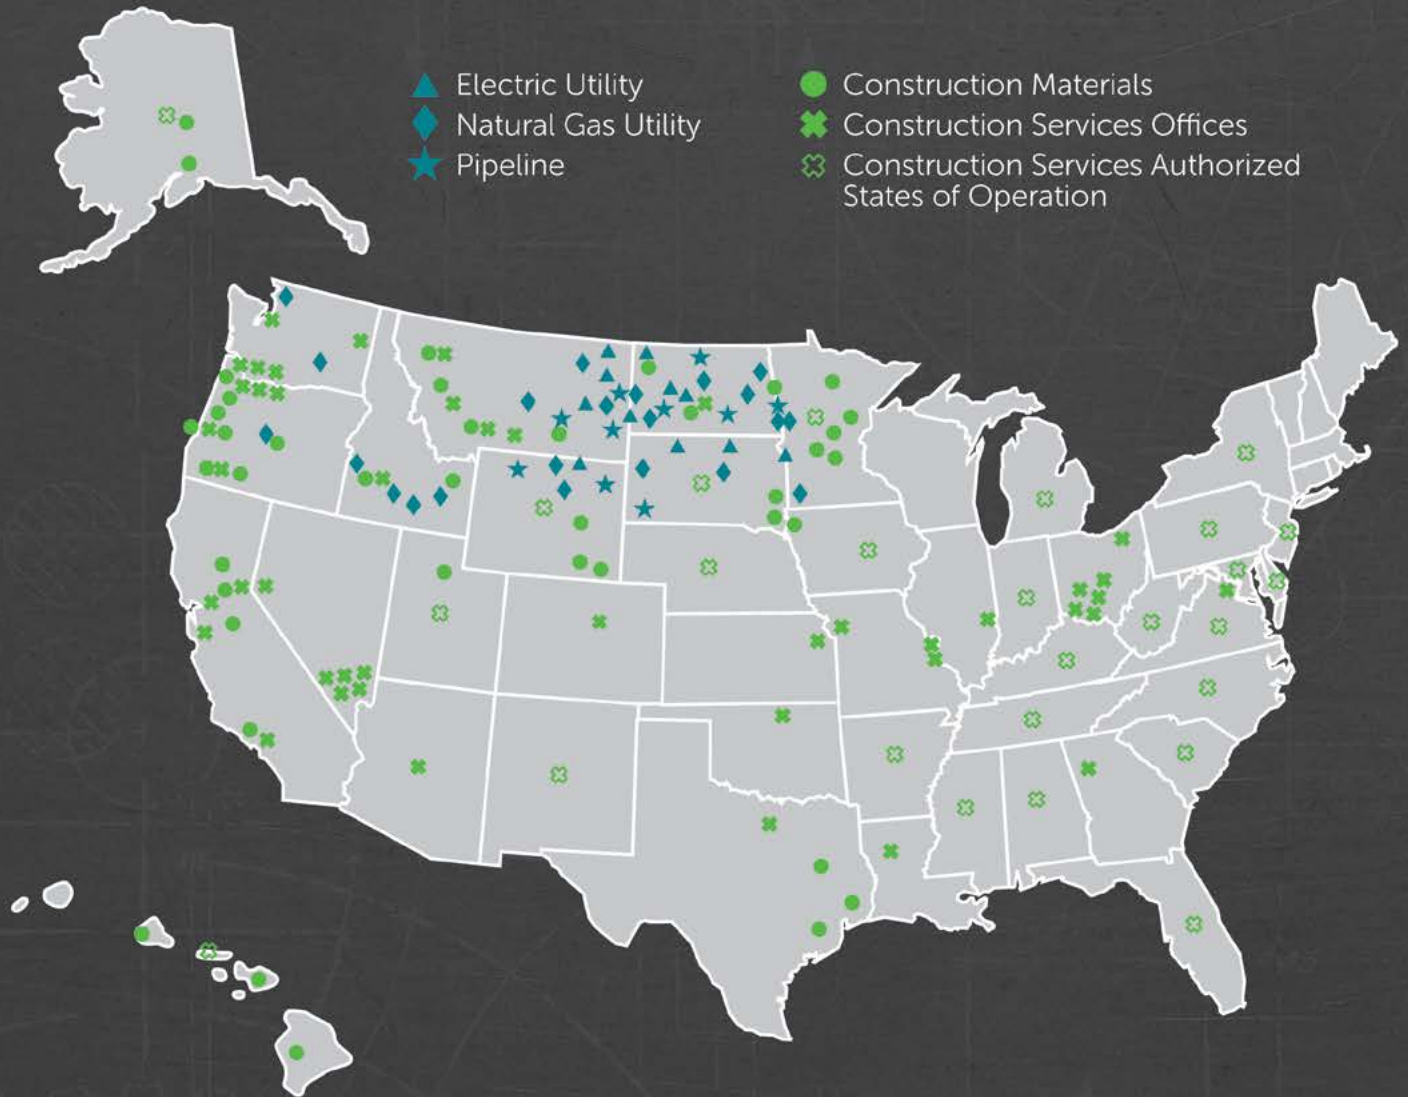 Electric Utility
Natural Gas Utility
Pipeline
Construction Materials
Construction Services Offices
Construction Services Authorized
States of Operation